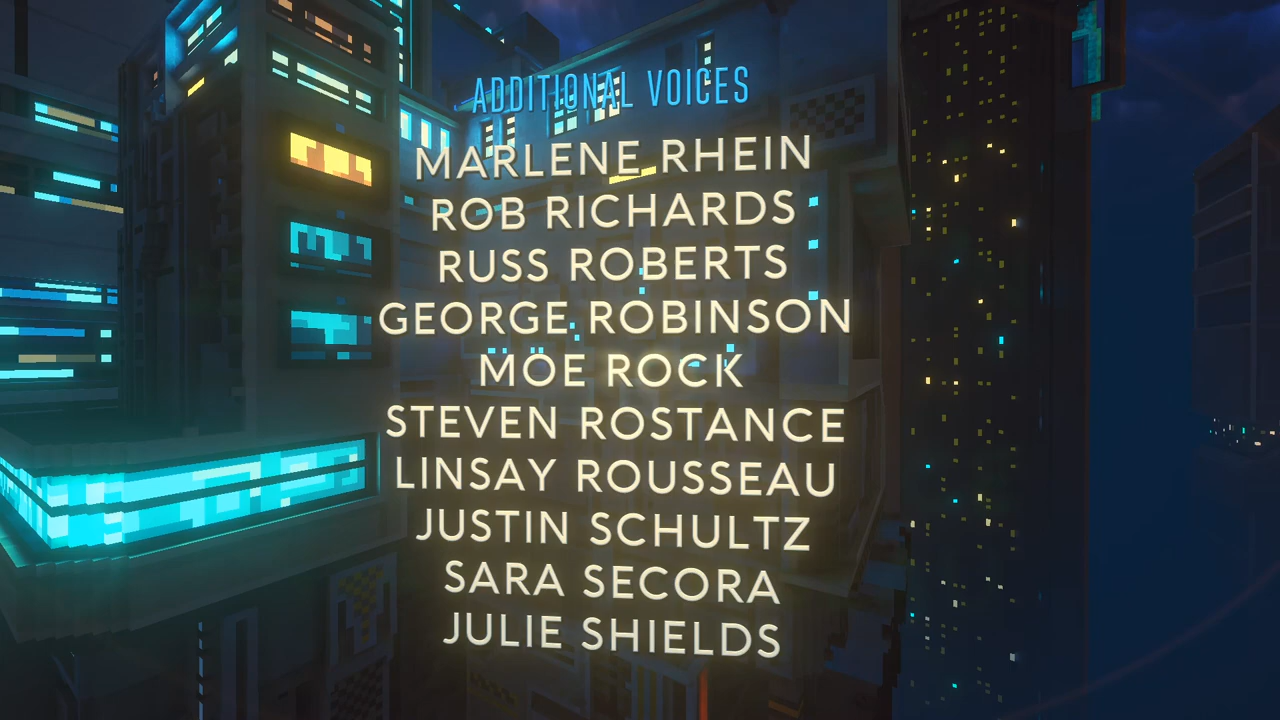 ADDITIONAL VOICES
MARLENE RHEIN
ROB RICHARDS
RUSS ROBERTS
GEORGE ROBINSON
MOE ROCK
STEVEN ROSTANCE
LINSAY ROUSSEAU
JUSTIN SCHULTZ
SARA SECORA
JULIE SHIELDS